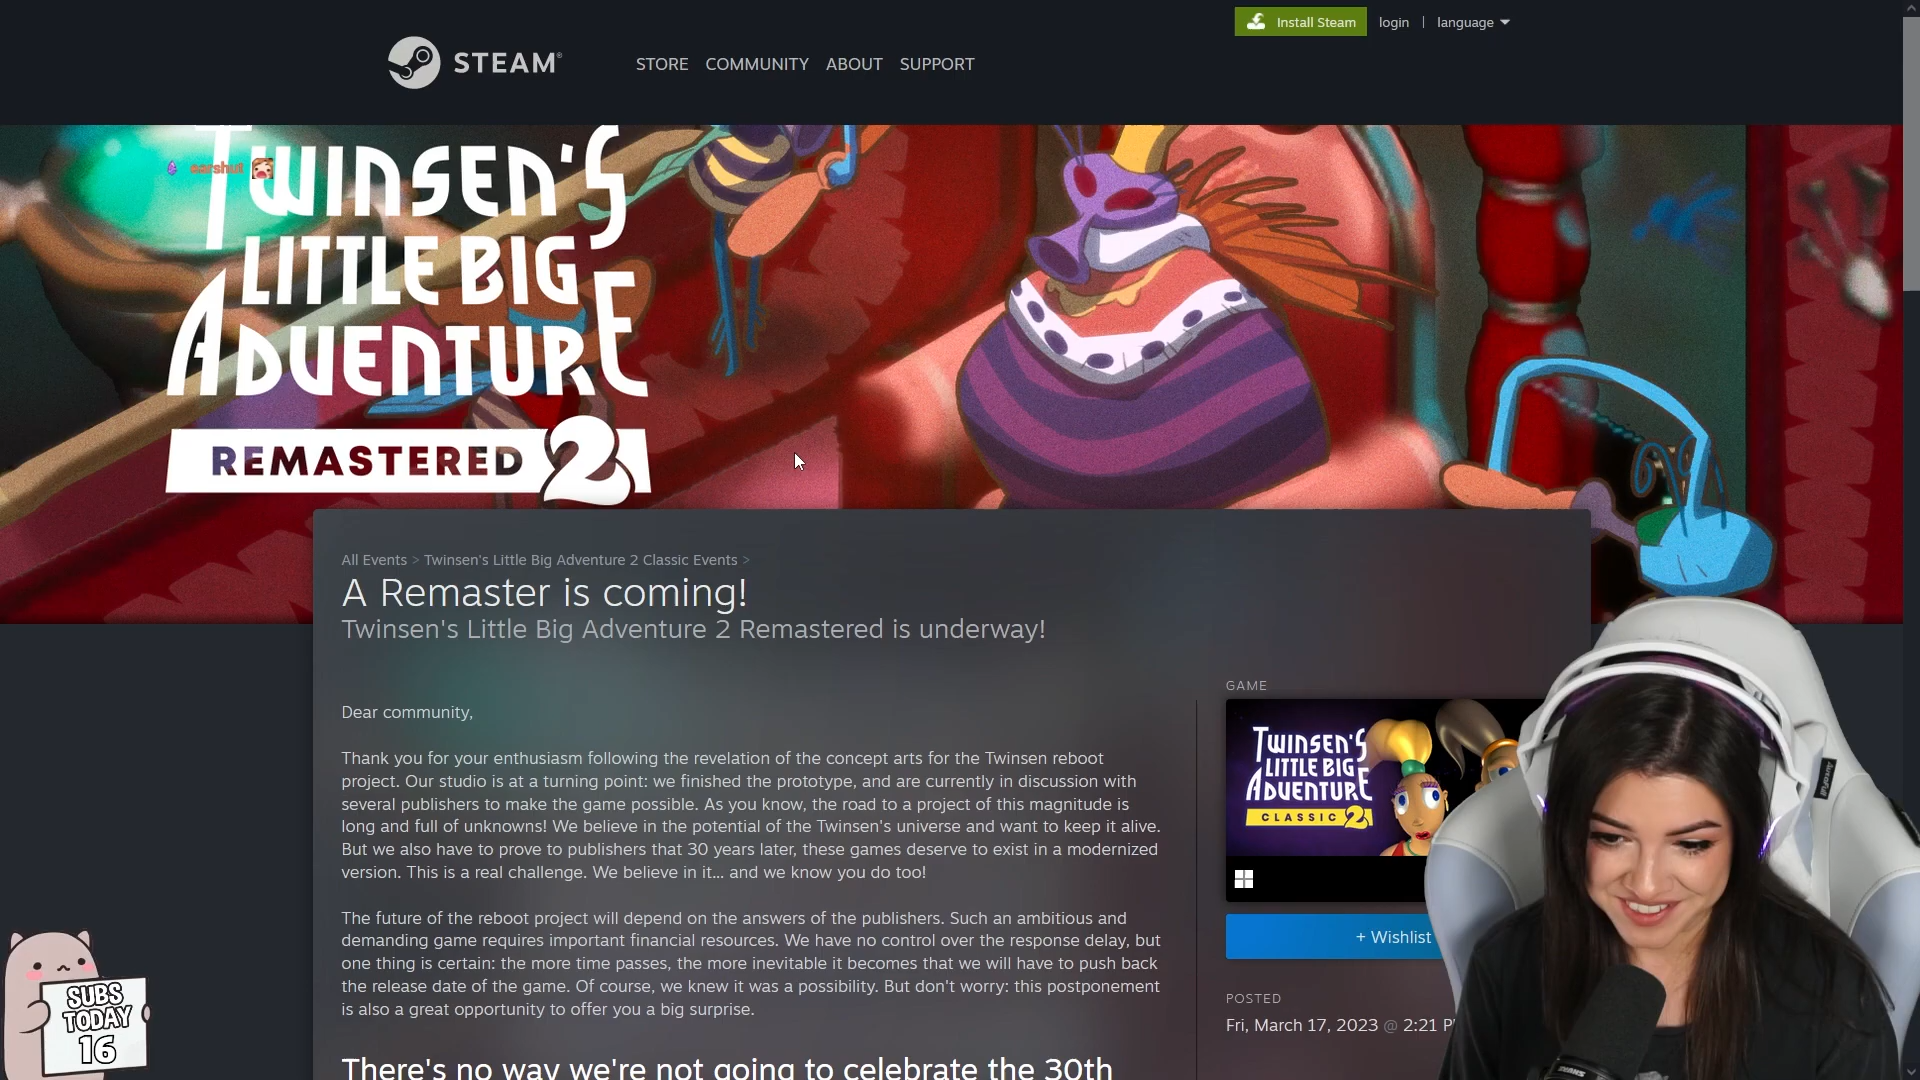 Install Steam
login | language
STEAM®
STORE COMMUNITY ABOUT SUPPORT
aarshul
TWINSEN'S
LITTLE BIG
ADVENTURE
REMASTERED 2
All Events > Twinsen's Little Big Adventure 2 Classic Events >
A Remaster is coming!
Twinsen's Little Big Adventure 2 Remastered is underway!
Dear community,
Thank you for your enthusiasm following the revelation of the concept arts for the Twinsen reboot
project. Our studio is at a turning point: we finished the prototype, and are currently in discussion with
several publishers to make the game possible. As you know, the road to a project of this magnitude is
long and full of unknowns! We believe in the potential of the Twinsen's universe and want to keep it alive.
But we also have to prove to publishers that 30 years later, these games deserve to exist in a modernized
version. This is a real challenge. We believe in it... and we know you do too!
The future of the reboot project will depend on the answers of the publishers. Such an ambitious and
demanding game requires important financial resources. We have no control over the response delay, but
one thing is certain: the more time passes, the more inevitable it becomes that we will have to push back
the release date of the game. Of course, we knew it was a possibility. But don't worry: this postponement
is also a great opportunity to offer you a big surprise.
There's no way we're not going to celebrate the 30th
GAME
TWINSEN'S
LITTLE BIG
ADVENTURE
CLASSIC 2
+ Wishlist
POSTED
Fri, March 17, 2023 @ 2:21 P
SUBS
TODAY
16